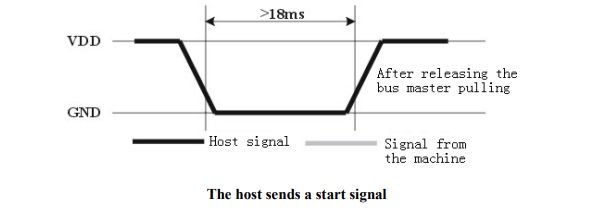 >18ms
VDD
After releasing the
bus master pulling
GND
Host signal
Signal from
the machine
The host sends a start signal